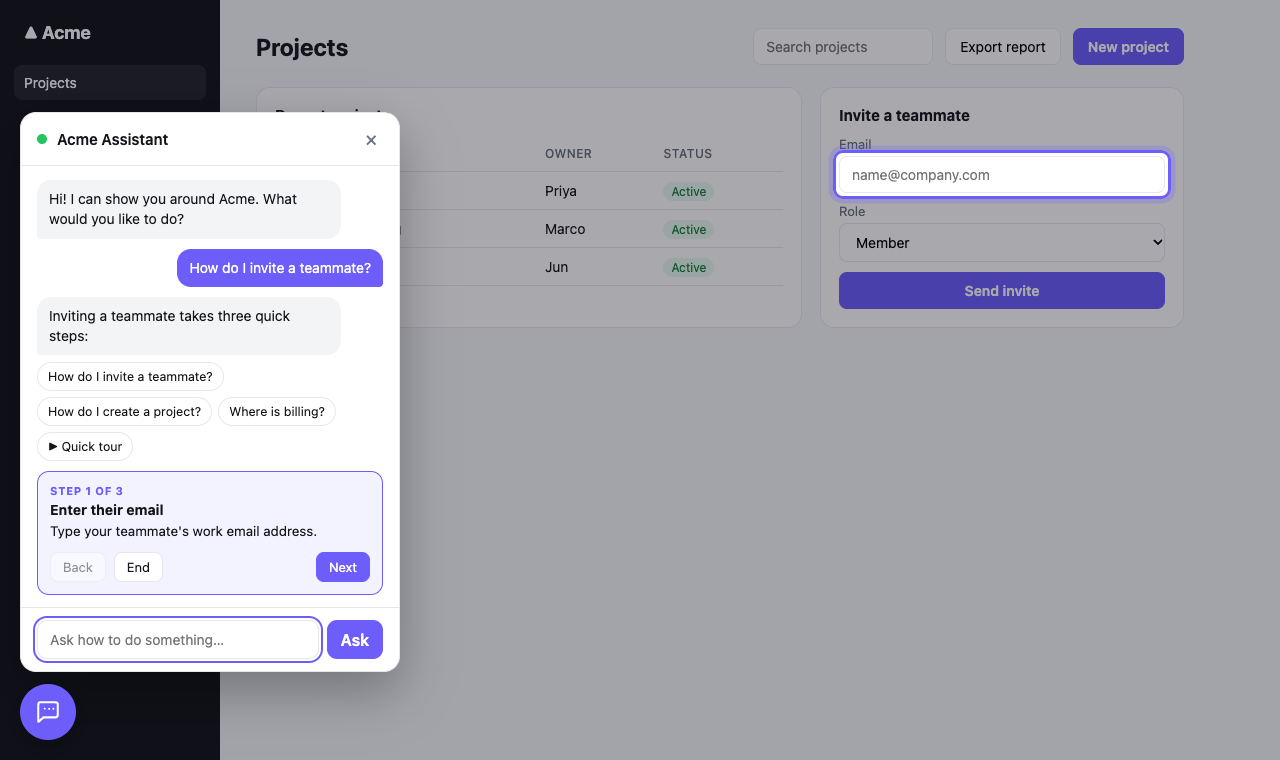 Acme
Projects
Projects
Search projects
Export report
New project
OWNER
STATUS
Priya
Active
Marco
Active
Jun
Active
Invite a teammate
Email
name@company.com
Role
Member
Send invite
Acme Assistant
Hi! I can show you around Acme. What
would you like to do?
How do I invite a teammate?
Inviting a teammate takes three quick
steps:
How do I invite a teammate?
How do I create a project?
Where is billing?
Quick tour
STEP 1 OF 3
Enter their email
Type your teammate's work email address.
Back
End
Next
Ask how to do something...
Ask